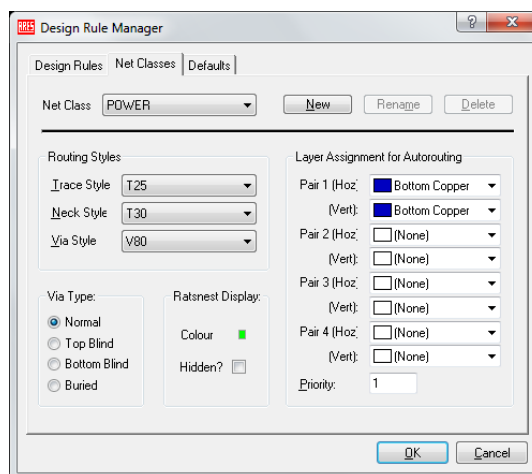 ARES Design Rule Manager ? X
Design Rules Net Classes Defaults
Net Class POWER New Rename Delete
Routing Styles
Trace Style T25
Neck Style T30
Via Style V80
Via Type:
Normal
Top Blind
Bottom Blind
Buried
Ratsnest Display:
Colour
Hidden?
Layer Assignment for Autorouting
Pair 1 (Hoz) Bottom Copper
(Vert): Bottom Copper
Pair 2 (Hoz) (None)
(Vert): (None)
Pair 3 (Hoz) (None)
(Vert): (None)
Pair 4 (Hoz) (None)
(Vert): (None)
Priority: 1
OK Cancel